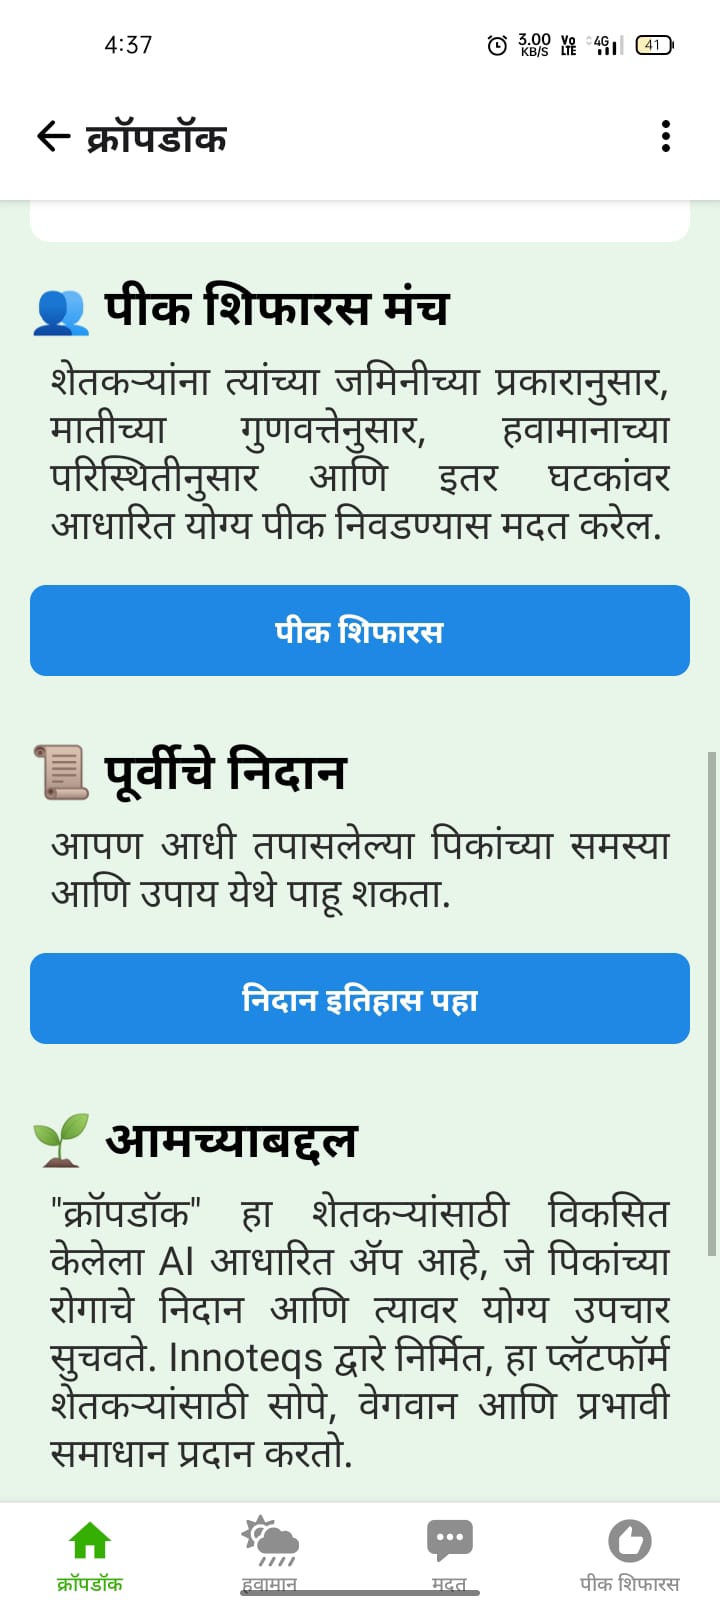 4:37
3.00 KB/S Vo LTE 4G 41
क्रॉपडॉक
पीक शिफारस मंच
शेतकऱ्यांना त्यांच्या जमिनीच्या प्रकारानुसार,
मातीच्या गुणवत्तेनुसार, हवामानाच्या
परिस्थितीनुसार आणि इतर घटकांवर
आधारित योग्य पीक निवडण्यास मदत करेल.
पीक शिफारस
पूर्वीचे निदान
आपण आधी तपासलेल्या पिकांच्या समस्या
आणि उपाय येथे पाहू शकता.
निदान इतिहास पहा
आमच्याबद्दल
"क्रॉपडॉक" हा शेतकऱ्यांसाठी विकसित
केलेला AI आधारित ॲप आहे, जे पिकांच्या
रोगाचे निदान आणि त्यावर योग्य उपचार
सुचवते. Innoteqs द्वारे निर्मित, हा प्लॅटफॉर्म
शेतकऱ्यांसाठी सोपे, वेगवान आणि प्रभावी
समाधान प्रदान करतो.
क्रॉपडॉक हवामान मदत पीक शिफारस